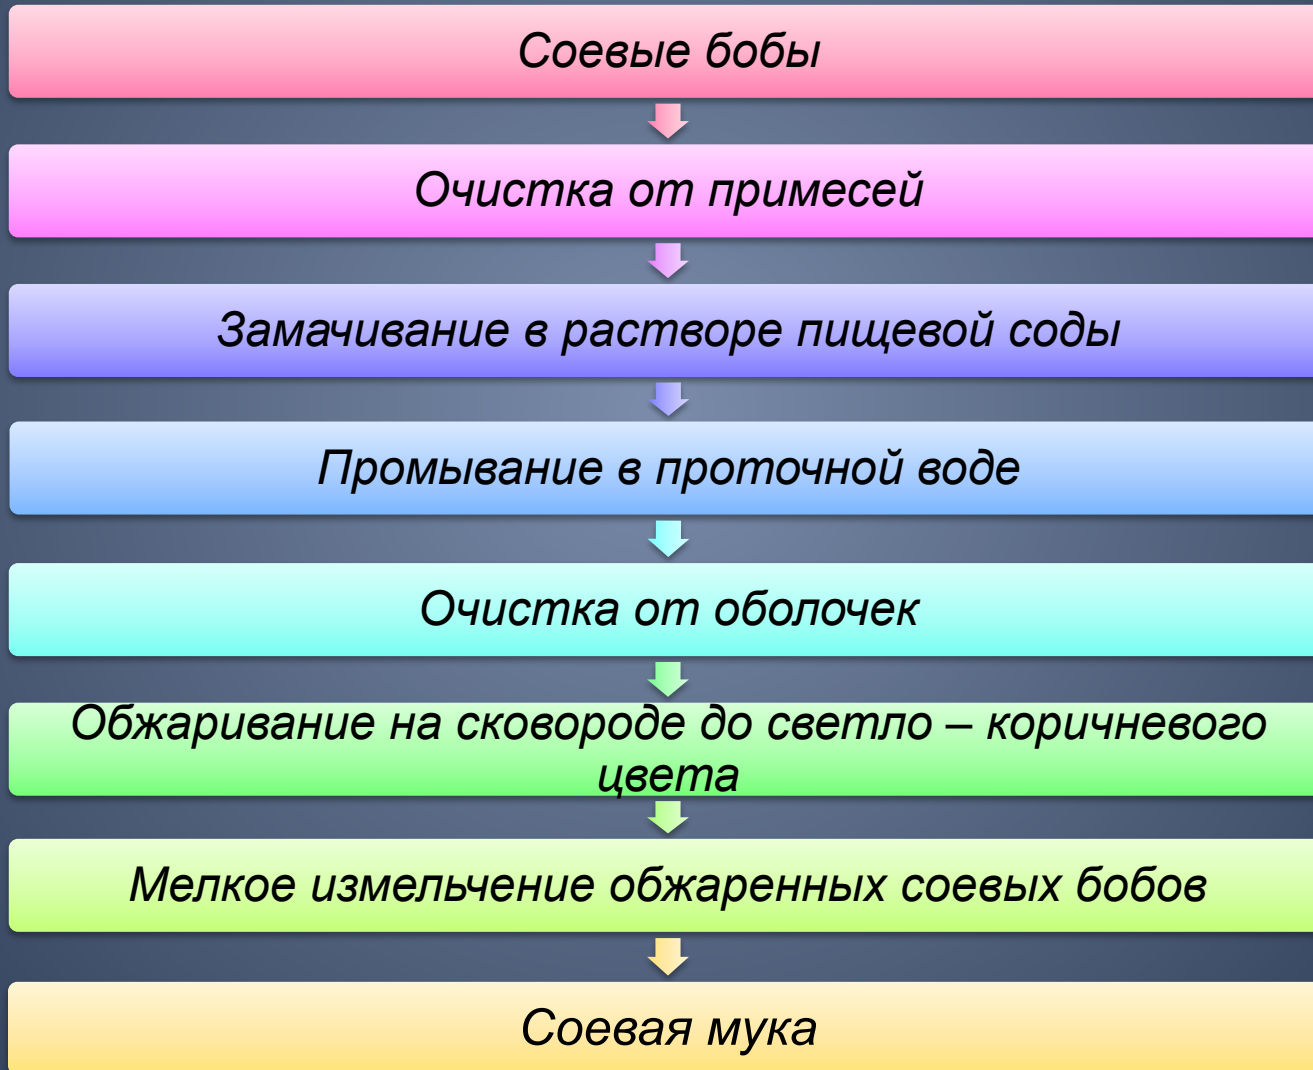 Соевые бобы
Очистка от примесей
Замачивание в растворе пищевой соды
Промывание в проточной воде
Очистка от оболочек
Обжаривание на сковороде до светло – коричневого
цвета
Мелкое измельчение обжаренных соевых бобов
Соевая мука